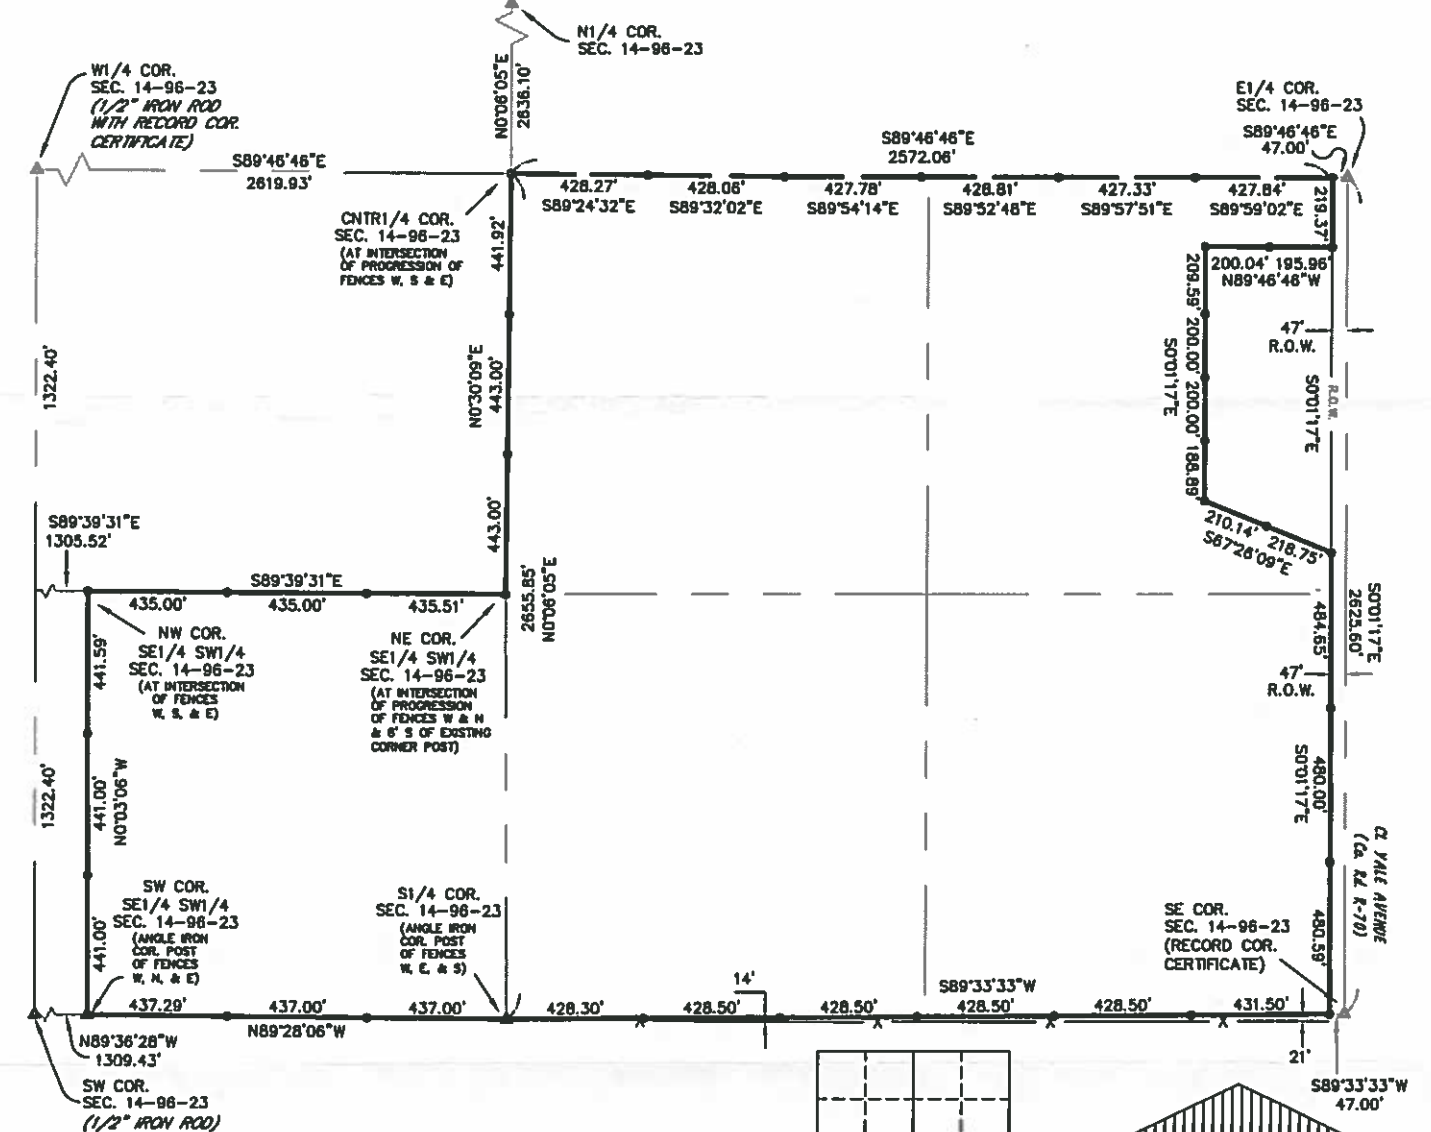 N1/4 COR.
SEC. 14-96-23
W1/4 COR.
SEC. 14-96-23
(1/2" IRON ROD
WITH RECORD COR.
CERTIFICATE)
N0°06'05"E
2636.10'
E1/4 COR.
SEC. 14-96-23
S89°46'46"E
47.00'
S89°46'46"E
2572.06'
S89°46'46"E
2619.93'
428.27' 428.06' 427.78' 428.81' 427.33' 427.84'
S89°24'32"E S89°32'02"E S89°54'14"E S89°52'46"E S89°57'51"E S89°59'02"E
CNTR1/4 COR.
SEC. 14-96-23
(AT INTERSECTION
OF PROGRESSION OF
FENCES W, S & E)
441.92'
219.37'
200.04' 195.96'
N89°46'46"W
209.59' 200.00' 200.00' 188.89'
S0°01'17"E
47'
R.O.W.
S0°01'17"E
R.O.W.
1322.40'
N0°30'09"E
443.00'
443.00'
210.14' 218.75'
S67°26'09"E
S89°39'31"E
1305.52'
S89°39'31"E
435.00' 435.00' 435.51'
2655.85'
N0°06'05"E
S0°01'17"E
2625.60'
484.65'
47'
R.O.W.
NW COR.
SE1/4 SW1/4
SEC. 14-96-23
(AT INTERSECTION
OF FENCES
W, S, & E)
NE COR.
SE1/4 SW1/4
SEC. 14-96-23
(AT INTERSECTION
OF PROGRESSION
OF FENCES W & N
& 6' S OF EXISTING
CORNER POST)
441.59'
1322.40'
441.00'
N0°03'06"W
480.00'
S0°01'17"E
CL YALE AVENUE
(Co. Rd. R-70)
SW COR.
SE1/4 SW1/4
SEC. 14-96-23
(ANGLE IRON
COR. POST
OF FENCES
W, N, & E)
441.00'
S1/4 COR.
SEC. 14-96-23
(ANGLE IRON
COR. POST
OF FENCES
W, E, & S)
SE COR.
SEC. 14-96-23
(RECORD COR.
CERTIFICATE)
480.59'
14'
S89°33'33"W
437.29' 437.00' 437.00' 428.30' 428.50' 428.50' 428.50' 428.50' 431.50'
N89°28'06"W
N89°36'28"W
1309.43'
21'
SW COR.
SEC. 14-96-23
(1/2" IRON ROD)
S89°33'33"W
47.00'